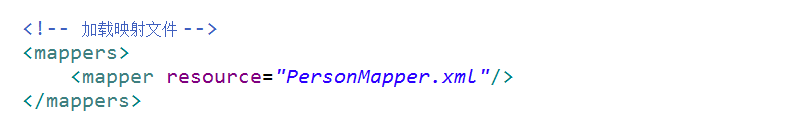 <!-- 加载映射文件 -->
<mappers>
    <mapper resource="PersonMapper.xml"/>
</mappers>